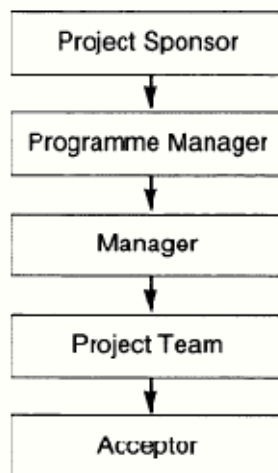 Project Sponsor
Programme Manager
Manager
Project Team
Acceptor